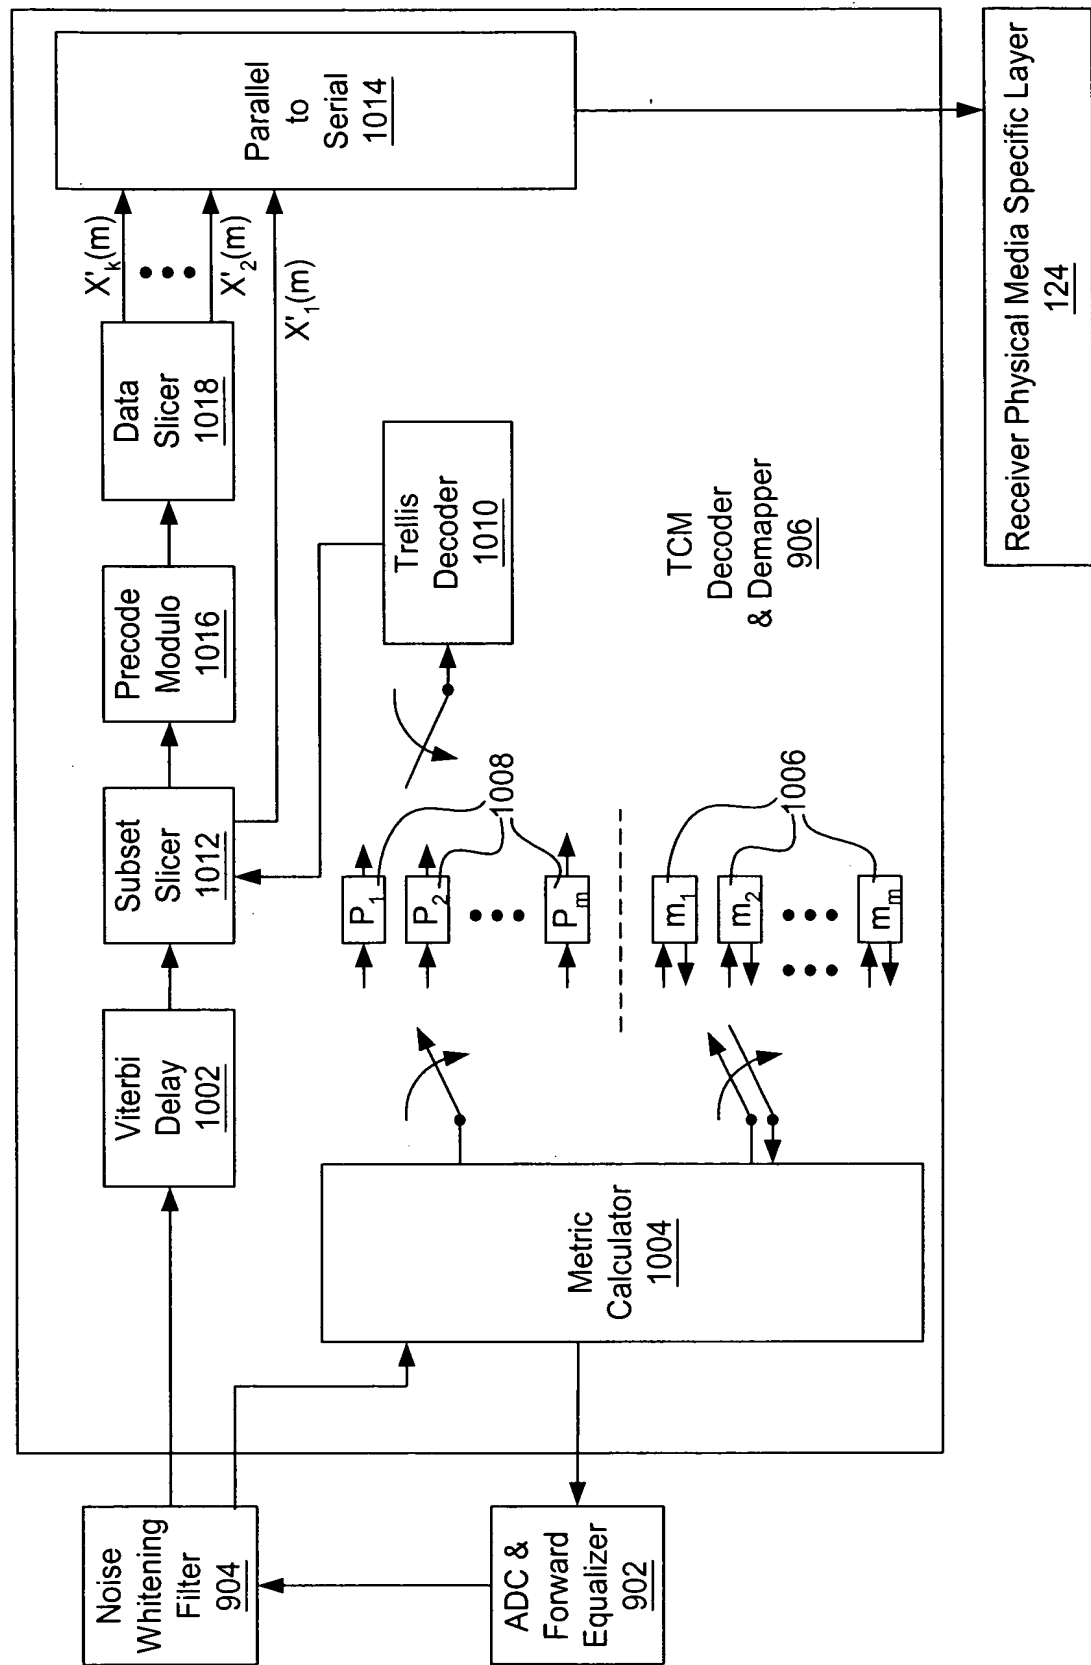 Noise
Whitening
Filter
904
ADC &
Forward
Equalizer
902
Viterbi
Delay
1002
Subset
Slicer
1012
Precode
Modulo
1016
Data
Slicer
1018
X'k(m)
X'2(m)
X'1(m)
Parallel
to
Serial
1014
Metric
Calculator
1004
P1
P2
Pm
1008
m1
m2
mm
1006
Trellis
Decoder
1010
TCM
Decoder
& Demapper
906
Receiver Physical Media Specific Layer
124